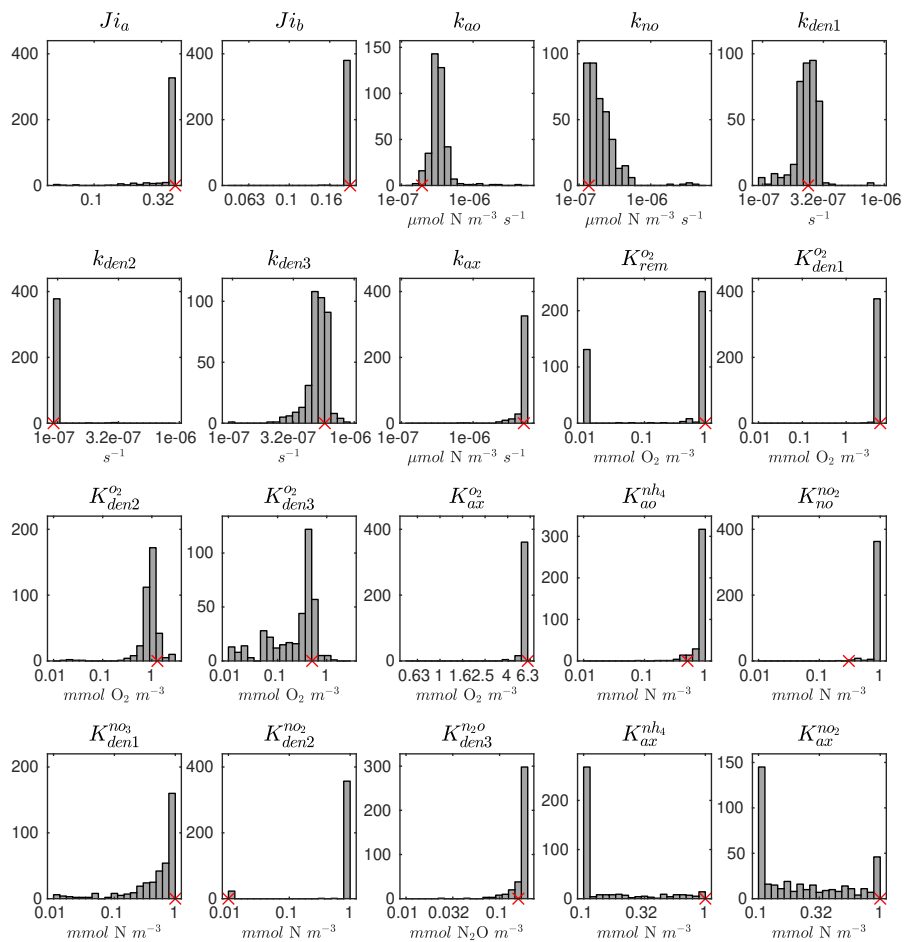 Ji_a Ji_b k_ao k_no k_den1
400 400 150 100 100
200 200 100 50 50
0 0 50 0 0
0
0.1 0.32 0.063 0.1 0.16 1e-07 1e-06 1e-07 1e-06 1e-07 3.2e-07 1e-06
μmol N m⁻³ s⁻¹ μmol N m⁻³ s⁻¹ s⁻¹
k_den2 k_den3 k_ax K_rem^o₂ K_den1^o₂
400 100 400 200 400
200 50 200 100 200
0 0 0 0 0
1e-07 3.2e-07 1e-06 1e-07 3.2e-07 1e-06 1e-07 1e-06 0.01 0.1 1 0.01 0.1 1
s⁻¹ s⁻¹ μmol N m⁻³ s⁻¹ mmol O₂ m⁻³ mmol O₂ m⁻³
K_den2^o₂ K_den3^o₂ K_ax^o₂ K_ao^nh₄ K_no^no₂
200 100 400 300 400
100 50 200 200 200
0 0 0 100 0
0
0.01 0.1 1 0.01 0.1 1 0.63 1 1.62.5 4 6.3 0.01 0.1 1 0.01 0.1 1
mmol O₂ m⁻³ mmol O₂ m⁻³ mmol O₂ m⁻³ mmol N m⁻³ mmol N m⁻³
K_den1^no₃ K_den2^no₂ K_den3^n₂o K_ax^nh₄ K_ax^no₂
200 400 300 200 150
100 200 200 100 100
0 0 100 0 50
0 0
0.01 0.1 1 0.01 0.1 1 0.01 0.032 0.1 0.1 0.32 1 0.1 0.32 1
mmol N m⁻³ mmol N m⁻³ mmol N₂O m⁻³ mmol N m⁻³ mmol N m⁻³